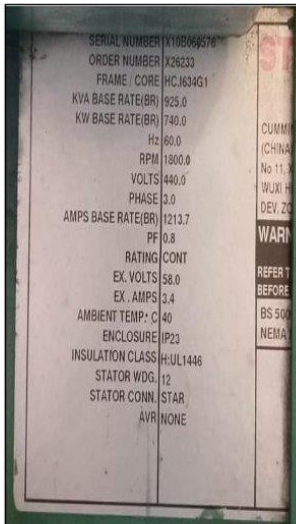 SERIAL NUMBER X10B060576
ORDER NUMBER X26233
FRAME / CORE HC.I634G1
KVA BASE RATE(BR) 925.0
KW BASE RATE(BR) 740.0
Hz 60.0
RPM 1800.0
VOLTS 440.0
PHASE 3.0
AMPS BASE RATE(BR) 1213.7
PF 0.8
RATING CONT
EX. VOLTS 58.0
EX. AMPS 3.4
AMBIENT TEMP.° C 40
ENCLOSURE IP23
INSULATION CLASS H:UL1446
STATOR WDG. 12
STATOR CONN. STAR
AVR NONE
ST
CUMMI
(CHINA
No 11, X
WUXI H
DEV. ZO
WARN
REFER T
BEFORE
BS 500
NEMA